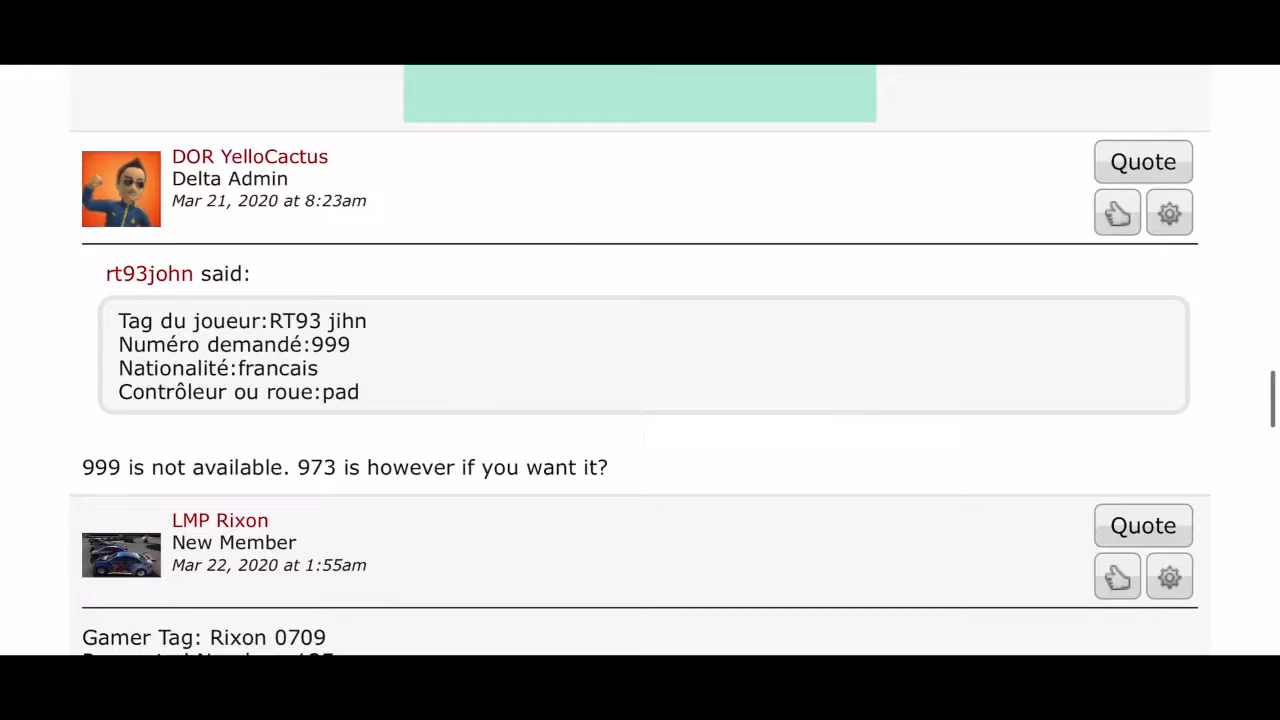 DOR YelloCactus
Delta Admin
Mar 21, 2020 at 8:23am
Quote
rt93john said:
Tag du joueur:RT93 jihn
Numéro demandé:999
Nationalité:francais
Contrôleur ou roue:pad
999 is not available. 973 is however if you want it?
LMP Rixon
New Member
Mar 22, 2020 at 1:55am
Quote
Gamer Tag: Rixon 0709